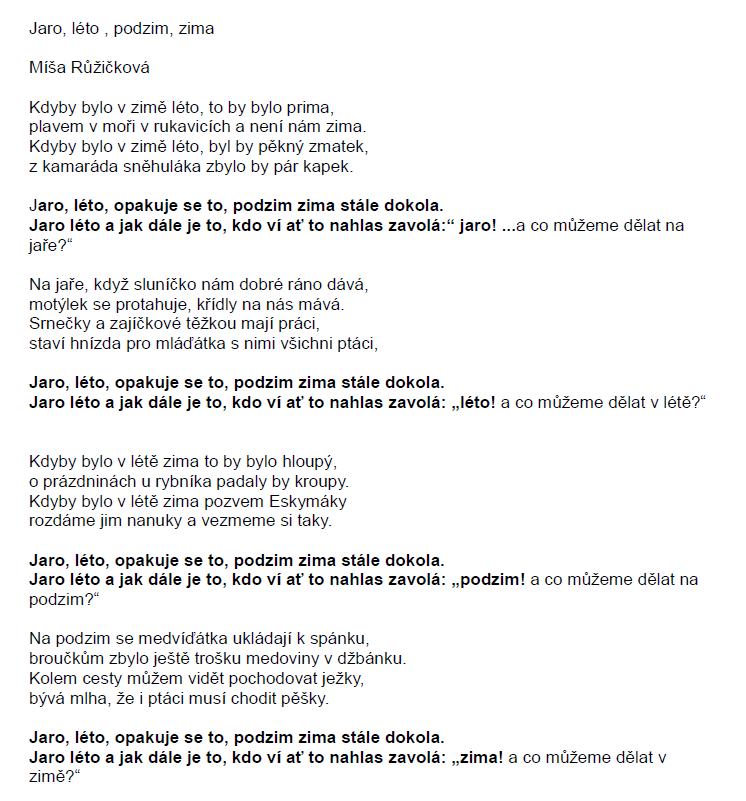 Jaro, léto , podzim, zima
Míša Růžičková
Kdyby bylo v zimě léto, to by bylo prima,
plavem v moři v rukavicích a není nám zima.
Kdyby bylo v zimě léto, byl by pěkný zmatek,
z kamaráda sněhuláka zbylo by pár kapek.
Jaro, léto, opakuje se to, podzim zima stále dokola.
Jaro léto a jak dále je to, kdo ví ať to nahlas zavolá:“ jaro! ...a co můžeme dělat na
jaře?“
Na jaře, když sluníčko nám dobré ráno dává,
motýlek se protahuje, křídly na nás mává.
Srnečky a zajíčkové těžkou mají práci,
staví hnízda pro mláďátka s nimi všichni ptáci,
Jaro, léto, opakuje se to, podzim zima stále dokola.
Jaro léto a jak dále je to, kdo ví ať to nahlas zavolá: „léto! a co můžeme dělat v létě?“
Kdyby bylo v létě zima to by bylo hloupý,
o prázdninách u rybníka padaly by kroupy.
Kdyby bylo v létě zima pozvem Eskymáky
rozdáme jim nanuky a vezmeme si taky.
Jaro, léto, opakuje se to, podzim zima stále dokola.
Jaro léto a jak dále je to, kdo ví ať to nahlas zavolá: „podzim! a co můžeme dělat na
podzim?“
Na podzim se medvíďátka ukládají k spánku,
broučkům zbylo ještě trošku medoviny v džbánku.
Kolem cesty můžem vidět pochodovat ježky,
bývá mlha, že i ptáci musí chodit pěšky.
Jaro, léto, opakuje se to, podzim zima stále dokola.
Jaro léto a jak dále je to, kdo ví ať to nahlas zavolá: „zima! a co můžeme dělat v
zimě?“